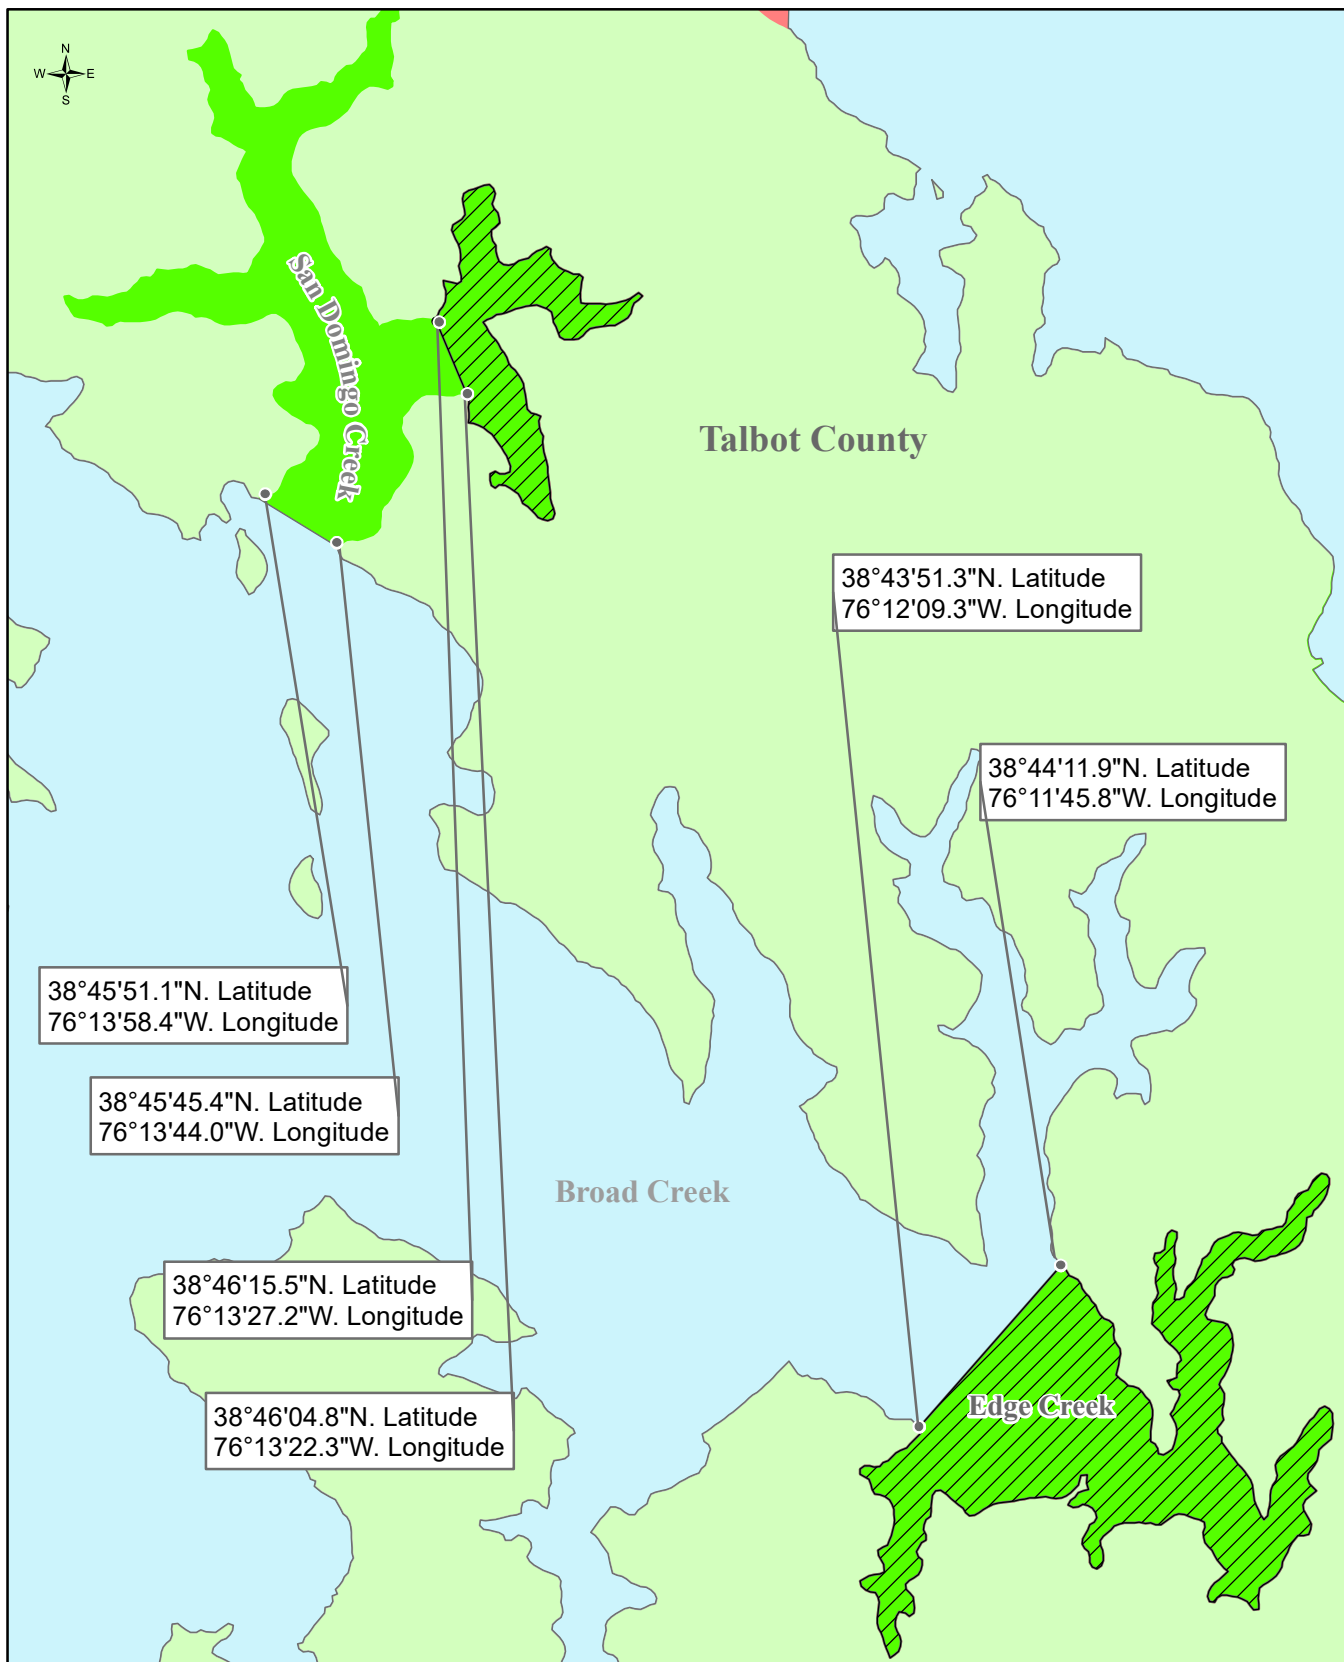 N
W E
S
San Domingo Creek
Talbot County
38°43'51.3"N. Latitude
76°12'09.3"W. Longitude
38°44'11.9"N. Latitude
76°11'45.8"W. Longitude
38°45'51.1"N. Latitude
76°13'58.4"W. Longitude
38°45'45.4"N. Latitude
76°13'44.0"W. Longitude
Broad Creek
38°46'15.5"N. Latitude
76°13'27.2"W. Longitude
38°46'04.8"N. Latitude
76°13'22.3"W. Longitude
Edge Creek